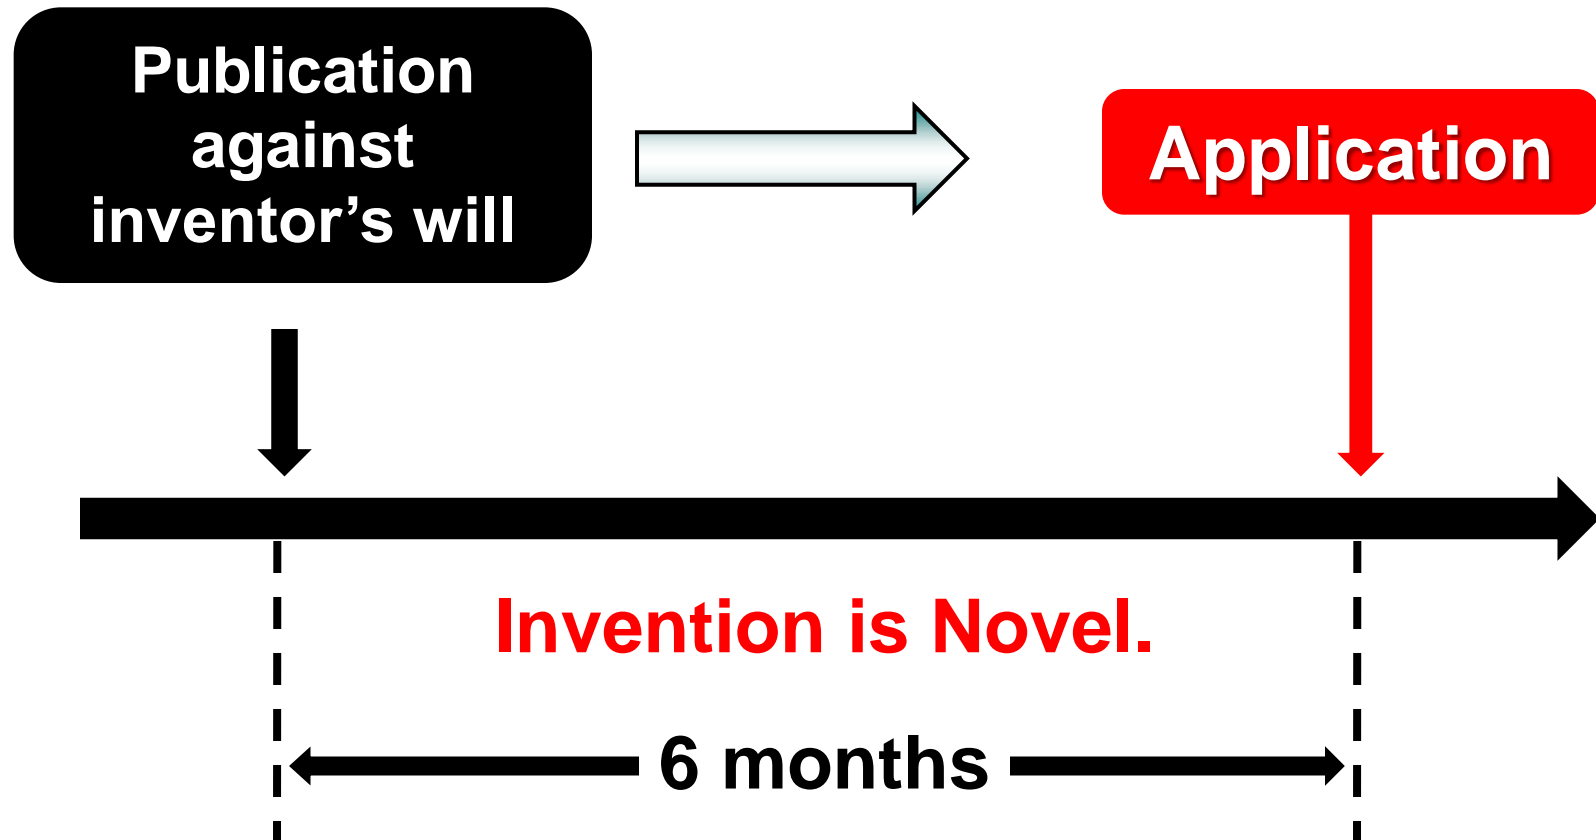 Publication
against
inventor’s will
Application
Invention is Novel.
6 months